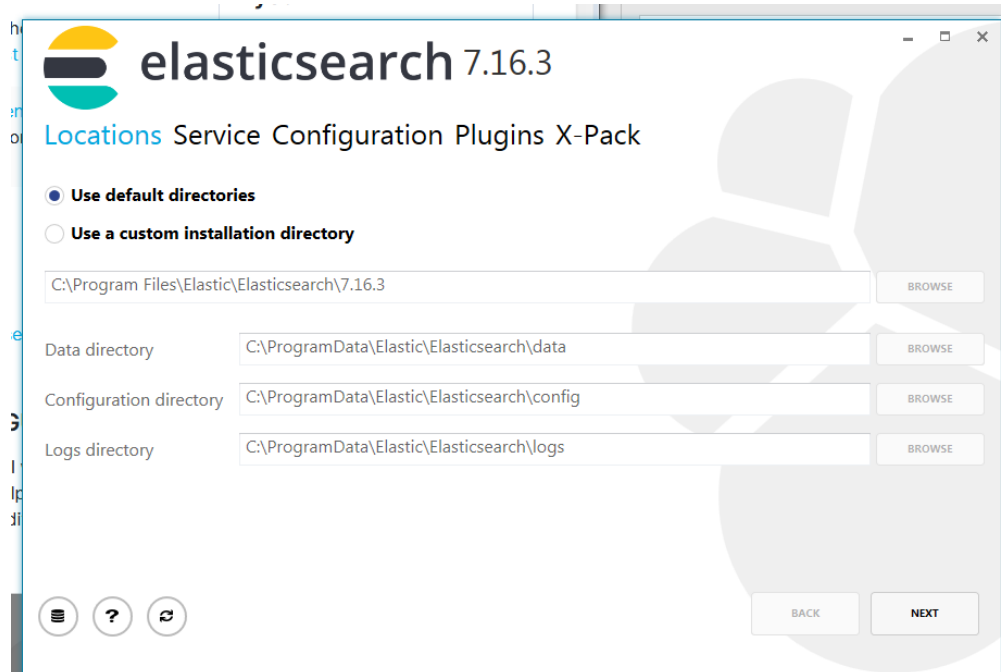 elasticsearch 7.16.3
Locations Service Configuration Plugins X-Pack
Use default directories
Use a custom installation directory
C:\Program Files\Elastic\Elasticsearch\7.16.3 BROWSE
Data directory C:\ProgramData\Elastic\Elasticsearch\data BROWSE
Configuration directory C:\ProgramData\Elastic\Elasticsearch\config BROWSE
Logs directory C:\ProgramData\Elastic\Elasticsearch\logs BROWSE
? BACK NEXT